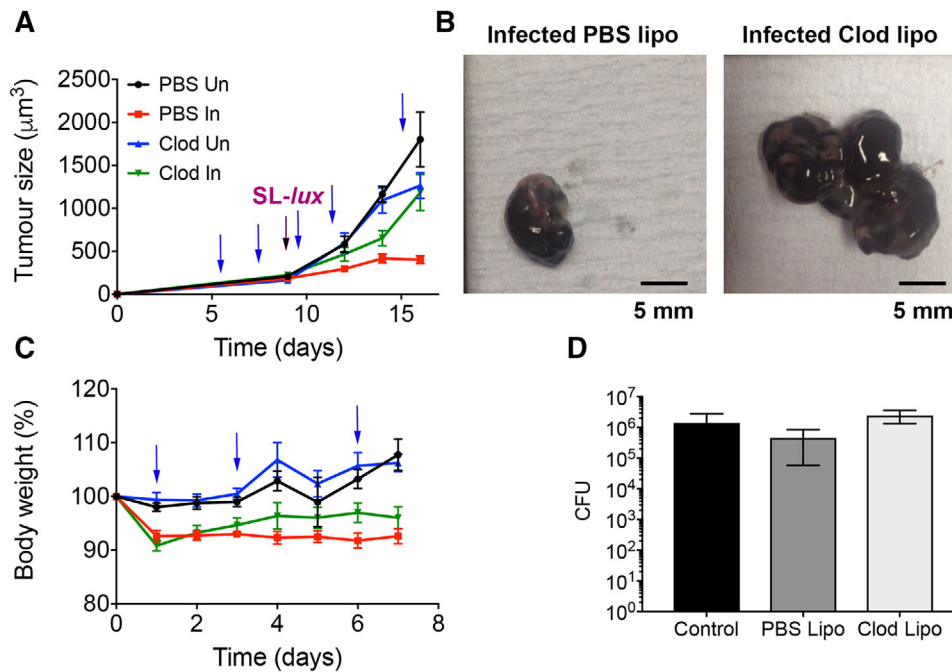 A
Tumour size (µm³)
2500
2000
1500
1000
500
0
PBS Un
PBS In
Clod Un
Clod In
SL-lux
0 5 10 15
Time (days)
B
Infected PBS lipo
Infected Clod lipo
5 mm
5 mm
C
Body weight (%)
120
110
100
90
80
0 2 4 6 8
Time (days)
D
CFU
10⁷
10⁶
10⁵
10⁴
10³
10²
10¹
10⁰
Control PBS Lipo Clod Lipo